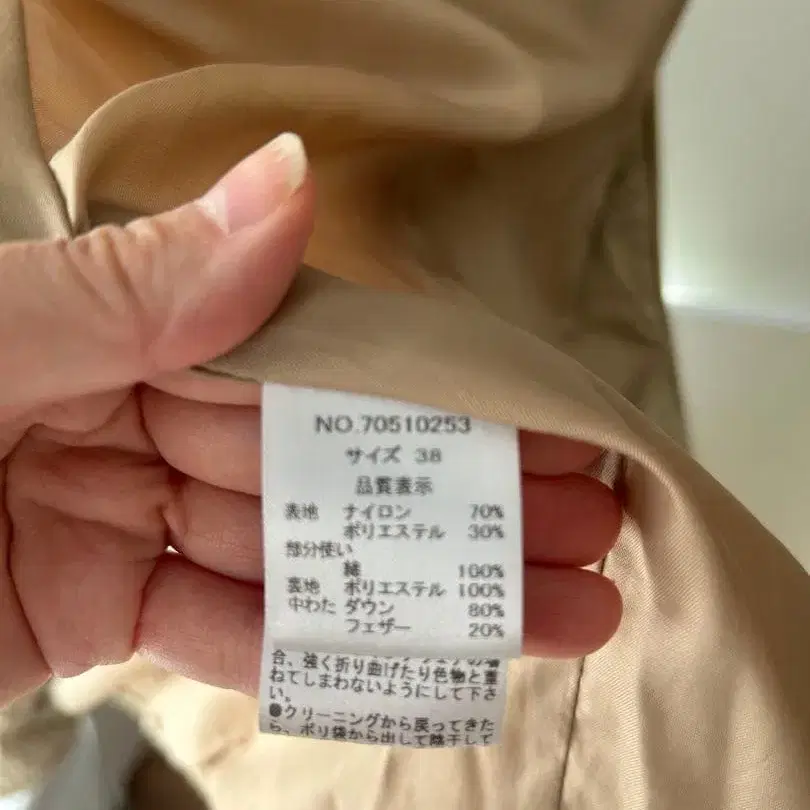 NO.70510253
サイズ 38
品質表示
表地 ナイロン 70%
ポリエステル 30%
部分使い
綿 100%
裏地 ポリエステル 100%
中わた ダウン 80%
フェザー 20%
合、強く折り曲げたり色物と重
ねてしまわないようにして下さ
い。
●クリーニングから戻ってきた
ら、ポリ袋から出して陰干して